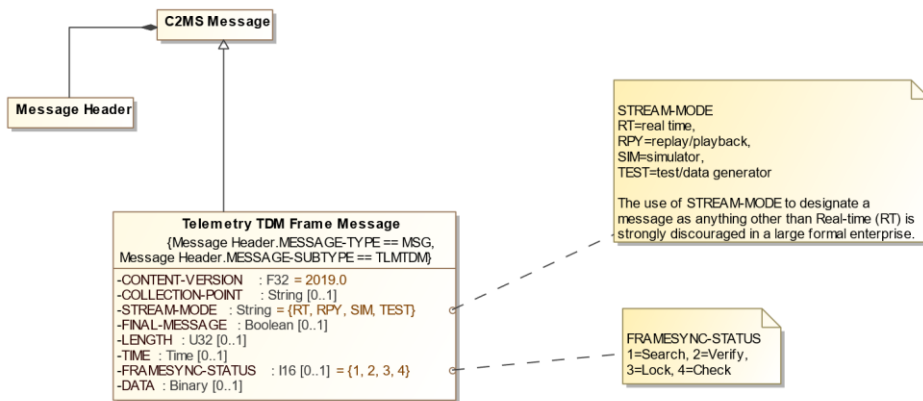 C2MS Message
Message Header
STREAM-MODE
RT=real time,
RPY=replay/playback,
SIM=simulator,
TEST=test/data generator
The use of STREAM-MODE to designate a
message as anything other than Real-time (RT) is
strongly discouraged in a large formal enterprise.
Telemetry TDM Frame Message
{Message Header.MESSAGE-TYPE == MSG,
Message Header.MESSAGE-SUBTYPE == TLMTDM}
-CONTENT-VERSION : F32 = 2019.0
-COLLECTION-POINT : String [0..1]
-STREAM-MODE : String = {RT, RPY, SIM, TEST}
-FINAL-MESSAGE : Boolean [0..1]
-LENGTH : U32 [0..1]
-TIME : Time [0..1]
-FRAMESYNC-STATUS : I16 [0..1] = {1, 2, 3, 4}
-DATA : Binary [0..1]
FRAMESYNC-STATUS
1=Search, 2=Verify,
3=Lock, 4=Check